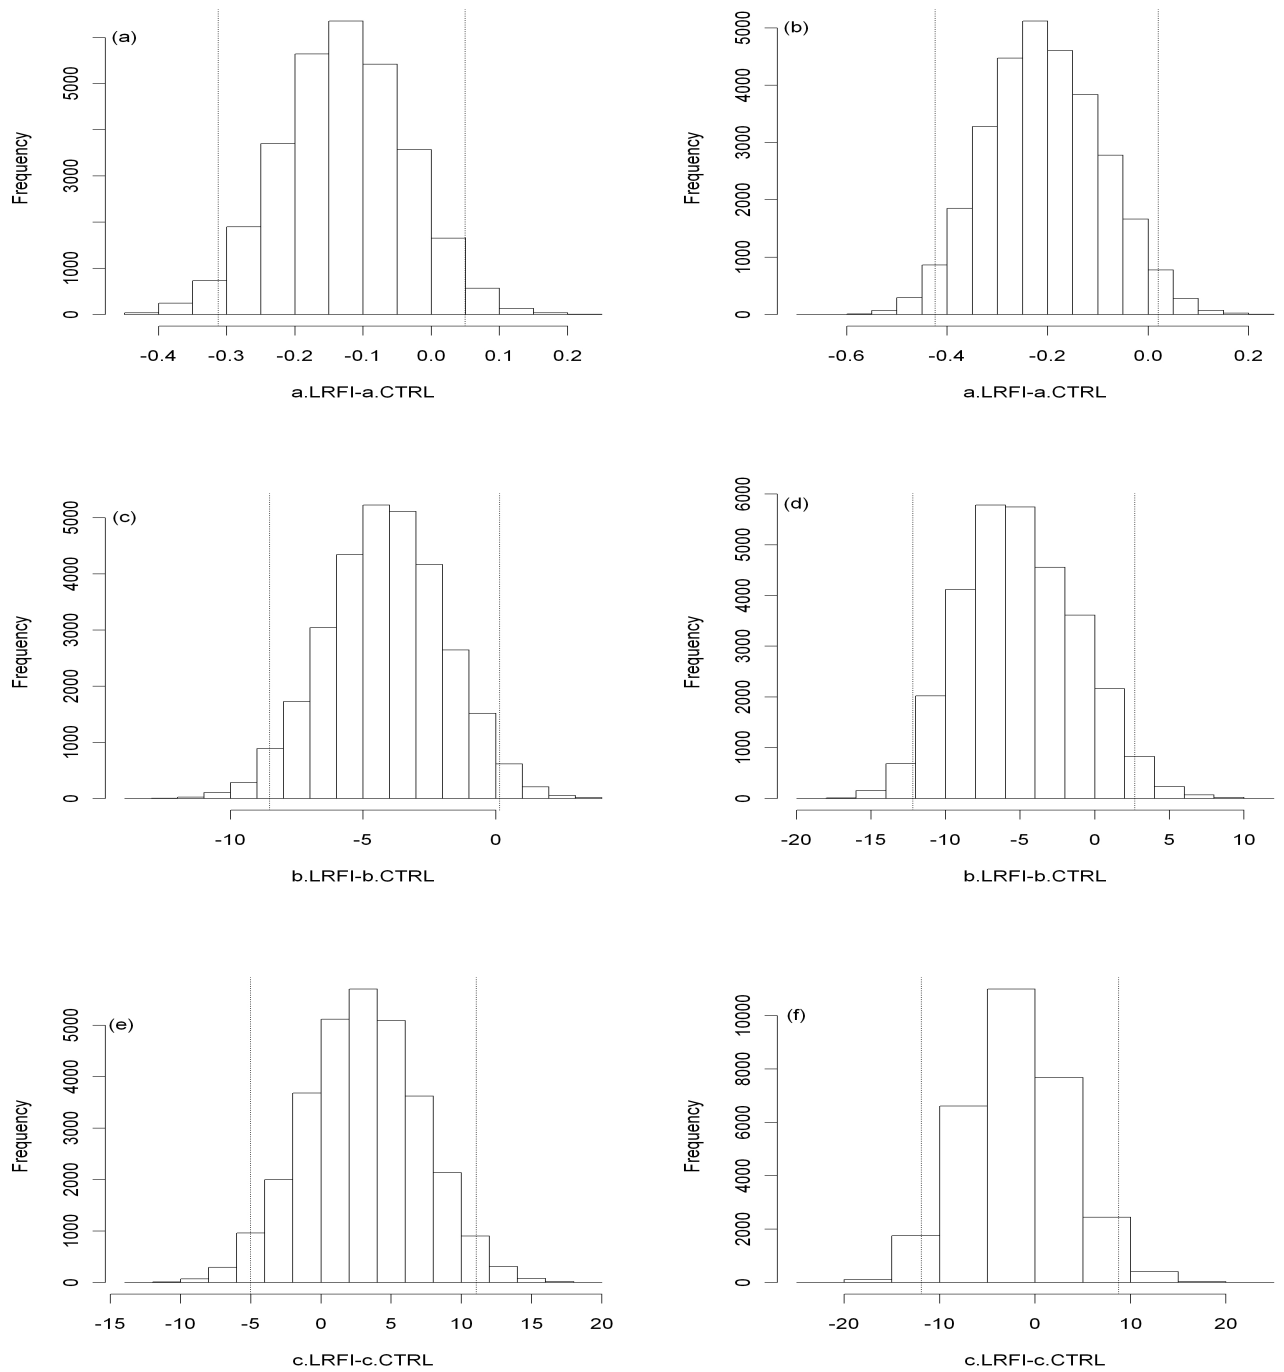 (a)
Frequency
5000
3000
1000
0
-0.4 -0.3 -0.2 -0.1 0.0 0.1 0.2
a.LRFI-a.CTRL
(b)
Frequency
5000
4000
3000
2000
1000
0
-0.6 -0.4 -0.2 0.0 0.2
a.LRFI-a.CTRL
(c)
Frequency
5000
4000
3000
2000
1000
0
-10 -5 0
b.LRFI-b.CTRL
(d)
Frequency
6000
5000
4000
3000
2000
1000
0
-20 -15 -10 -5 0 5 10
b.LRFI-b.CTRL
(e)
Frequency
5000
4000
3000
2000
1000
0
-15 -10 -5 0 5 10 15 20
c.LRFI-c.CTRL
(f)
Frequency
10000
8000
6000
4000
2000
0
-20 -10 0 10 20
c.LRFI-c.CTRL